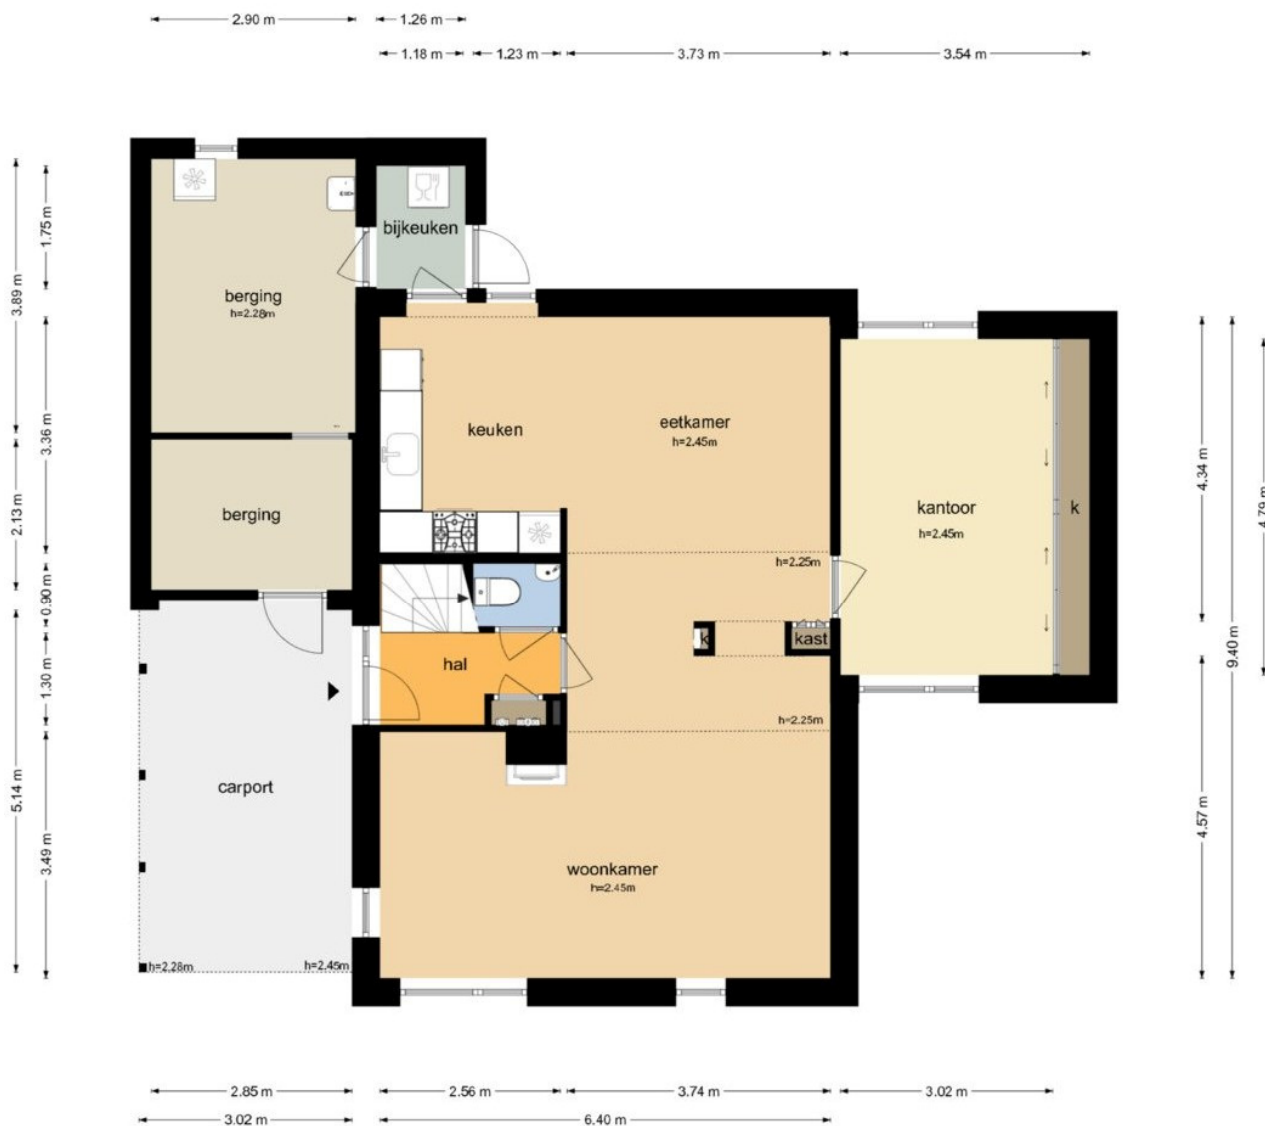 2.90 m
1.26 m
1.18 m
1.23 m
3.73 m
3.54 m
3.89 m
1.75 m
bijkeuken
berging
h=2.28m
3.36 m
keuken
eetkamer
h=2.45m
4.34 m
4.79 m
2.13 m
berging
kantoor
h=2.45m
k
h=2.25m
0.90 m
k
kast
9.40 m
hal
1.30 m
h=2.25m
5.14 m
carport
3.49 m
4.57 m
woonkamer
h=2.45m
h=2.28m
h=2.45m
2.85 m
2.56 m
3.74 m
3.02 m
3.02 m
6.40 m